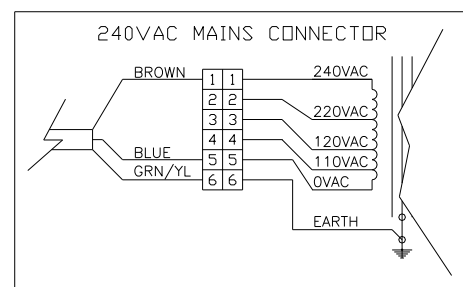 240VAC MAINS CONNECTOR
BROWN 1 1 240VAC
2 2 220VAC
3 3 120VAC
4 4 110VAC
BLUE 5 5 0VAC
GRN/YL 6 6
EARTH